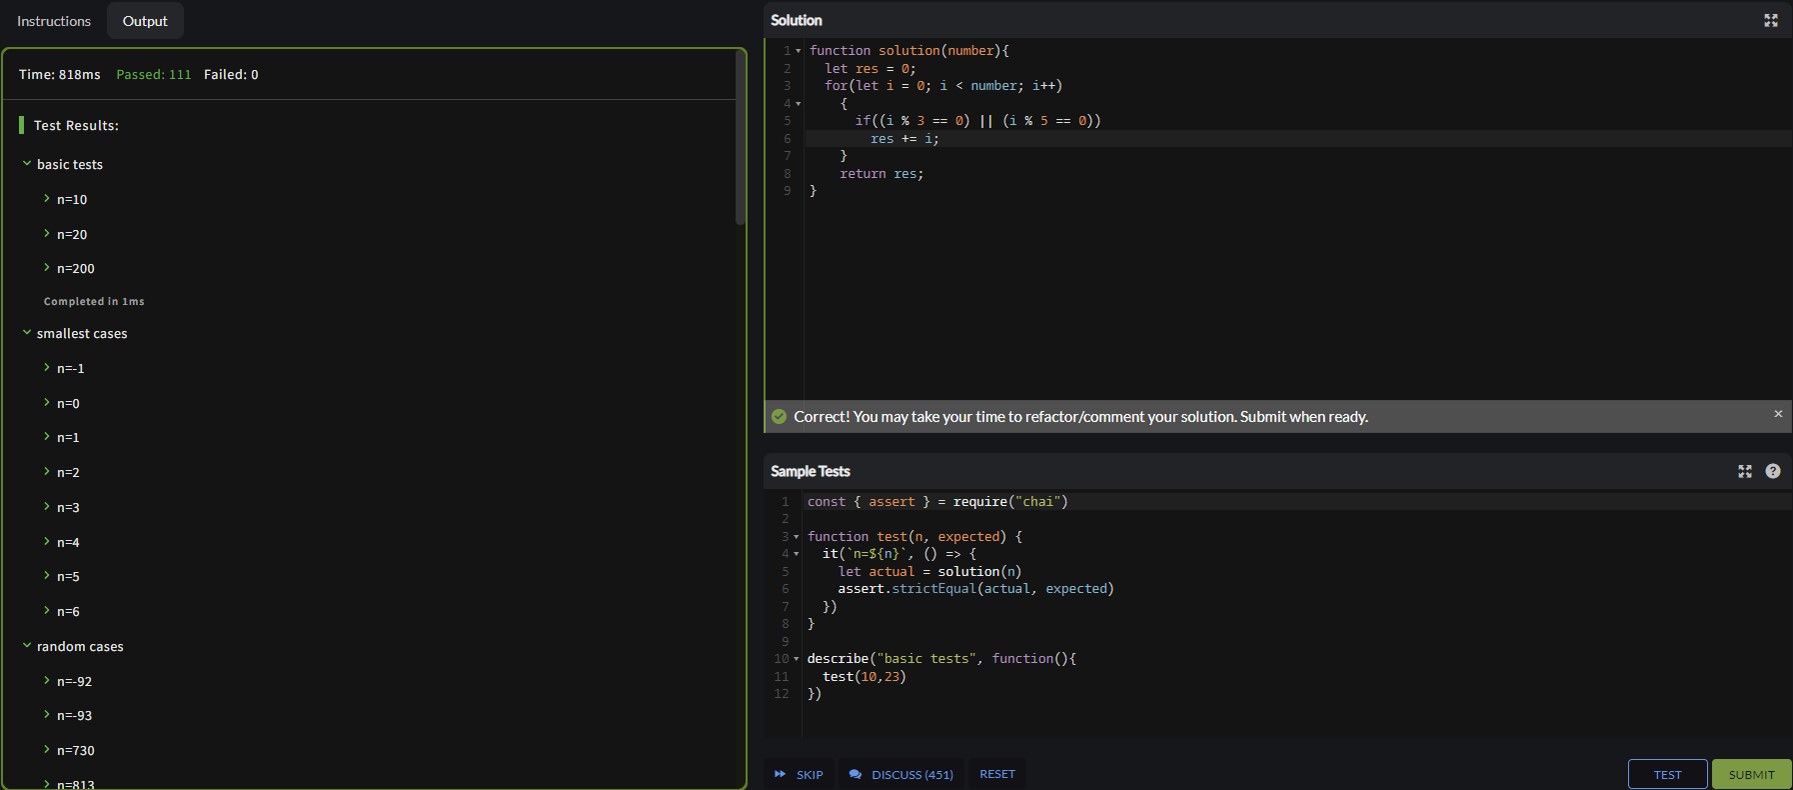 Instructions Output
Time: 818ms Passed: 111 Failed: 0
Test Results:
basic tests
n=10
n=20
n=200
Completed in 1ms
smallest cases
n=-1
n=0
n=1
n=2
n=3
n=4
n=5
n=6
random cases
n=-92
n=-93
n=730
n=813
Solution
1 function solution(number){
2   let res = 0;
3   for(let i = 0; i < number; i++)
4     {
5       if((i % 3 == 0) || (i % 5 == 0))
6         res += i;
7     }
8     return res;
9 }
Correct! You may take your time to refactor/comment your solution. Submit when ready. ×
Sample Tests ?
1 const { assert } = require("chai")
2
3 function test(n, expected) {
4   it(`n=${n}`, () => {
5     let actual = solution(n)
6     assert.strictEqual(actual, expected)
7   })
8 }
9
10 describe("basic tests", function(){
11   test(10,23)
12 })
SKIP DISCUSS (451) RESET TEST SUBMIT